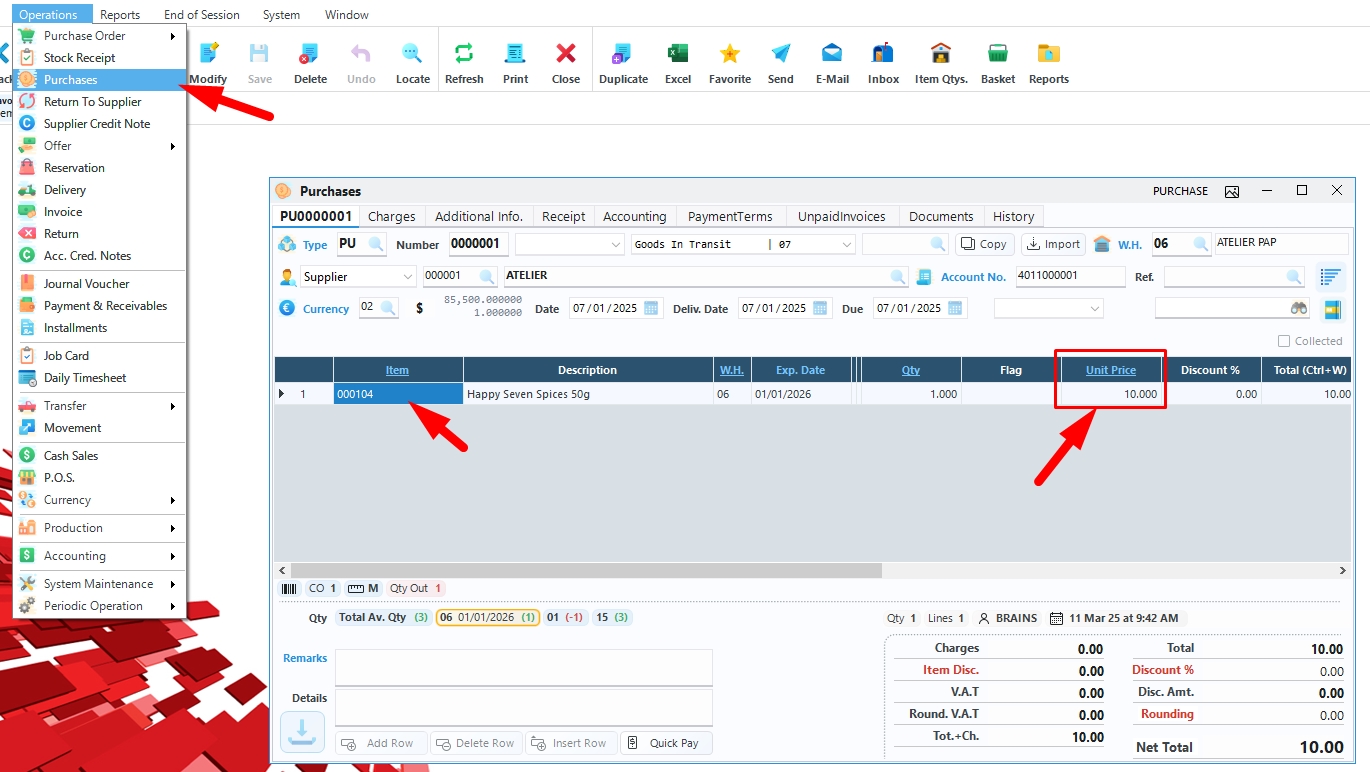 Operations Reports End of Session System Window
Purchase Order
Stock Receipt
Purchases
Return To Supplier
Supplier Credit Note
Offer
Reservation
Delivery
Invoice
Return
Acc. Cred. Notes
Journal Voucher
Payment & Receivables
Installments
Job Card
Daily Timesheet
Transfer
Movement
Cash Sales
P.O.S.
Currency
Production
Accounting
System Maintenance
Periodic Operation
Modify Save Delete Undo Locate Refresh Print Close Duplicate Excel Favorite Send E-Mail Inbox Item Qtys. Basket Reports
Purchases PURCHASE
PU0000001 Charges Additional Info. Receipt Accounting PaymentTerms UnpaidInvoices Documents History
Type PU Number 0000001 Goods In Transit | 07 Copy Import W.H. 06 ATELIER PAP
Supplier 000001 ATELIER Account No. 4011000001 Ref.
Currency 02 $ 85,500.000000 Date 07/01/2025 Deliv. Date 07/01/2025 Due 07/01/2025
1.000000
Collected
Item Description W.H. Exp. Date Qty Flag Unit Price Discount % Total (Ctrl+W)
1 000104 Happy Seven Spices 50g 06 01/01/2026 1.000 10.000 0.00 10.00
CO 1 M Qty Out 1
Qty Total Av. Qty (3) 06 01/01/2026 (1) 01 (-1) 15 (3) Qty 1 Lines 1 BRAINS 11 Mar 25 at 9:42 AM
Remarks
Details
Add Row Delete Row Insert Row Quick Pay
Charges 0.00 Total 10.00
Item Disc. 0.00 Discount % 0.00
V.A.T 0.00 Disc. Amt. 0.00
Round. V.A.T 0.00 Rounding 0.00
Tot.+Ch. 10.00 Net Total 10.00